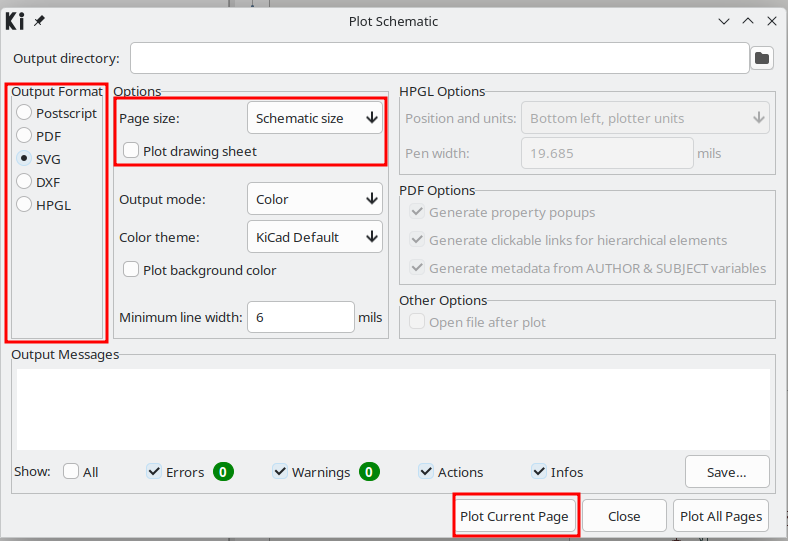 Ki
Plot Schematic
Output directory:
Output Format
Postscript
PDF
SVG
DXF
HPGL
Options
Page size: Schematic size
Plot drawing sheet
Output mode: Color
Color theme: KiCad Default
Plot background color
Minimum line width: 6 mils
HPGL Options
Position and units: Bottom left, plotter units
Pen width: 19.685 mils
PDF Options
Generate property popups
Generate clickable links for hierarchical elements
Generate metadata from AUTHOR & SUBJECT variables
Other Options
Open file after plot
Output Messages
Show: All Errors 0 Warnings 0 Actions Infos Save...
Plot Current Page Close Plot All Pages